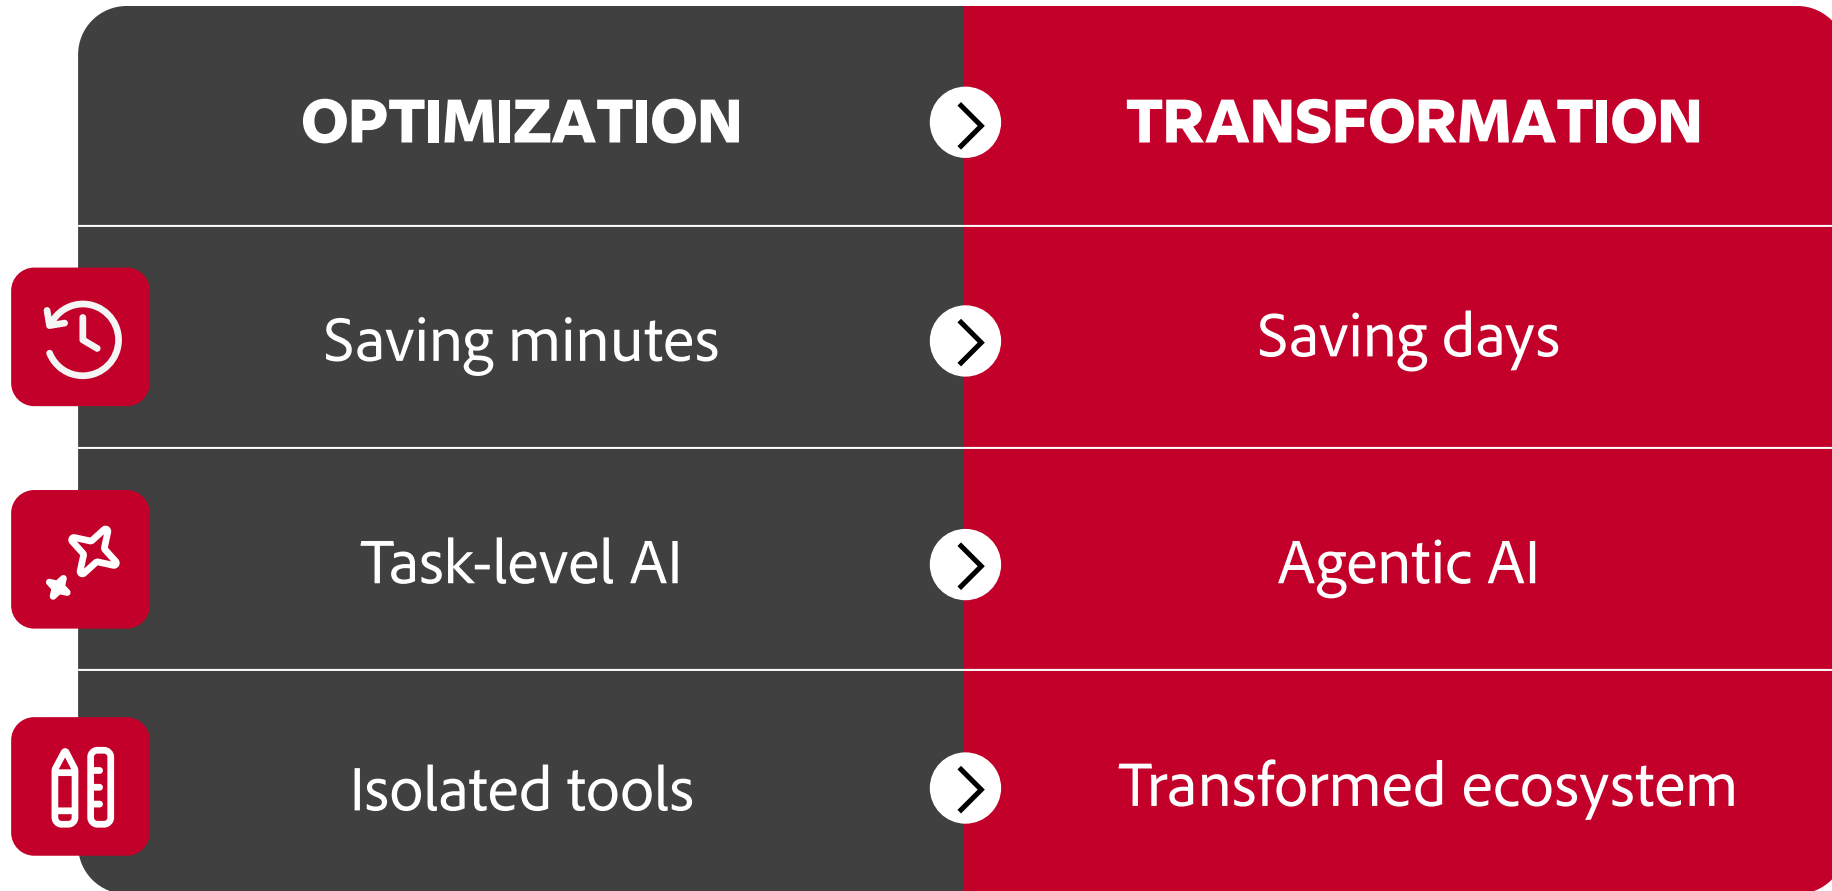 OPTIMIZATION
TRANSFORMATION
Saving minutes
Saving days
Task-level AI
Agentic AI
Isolated tools
Transformed ecosystem